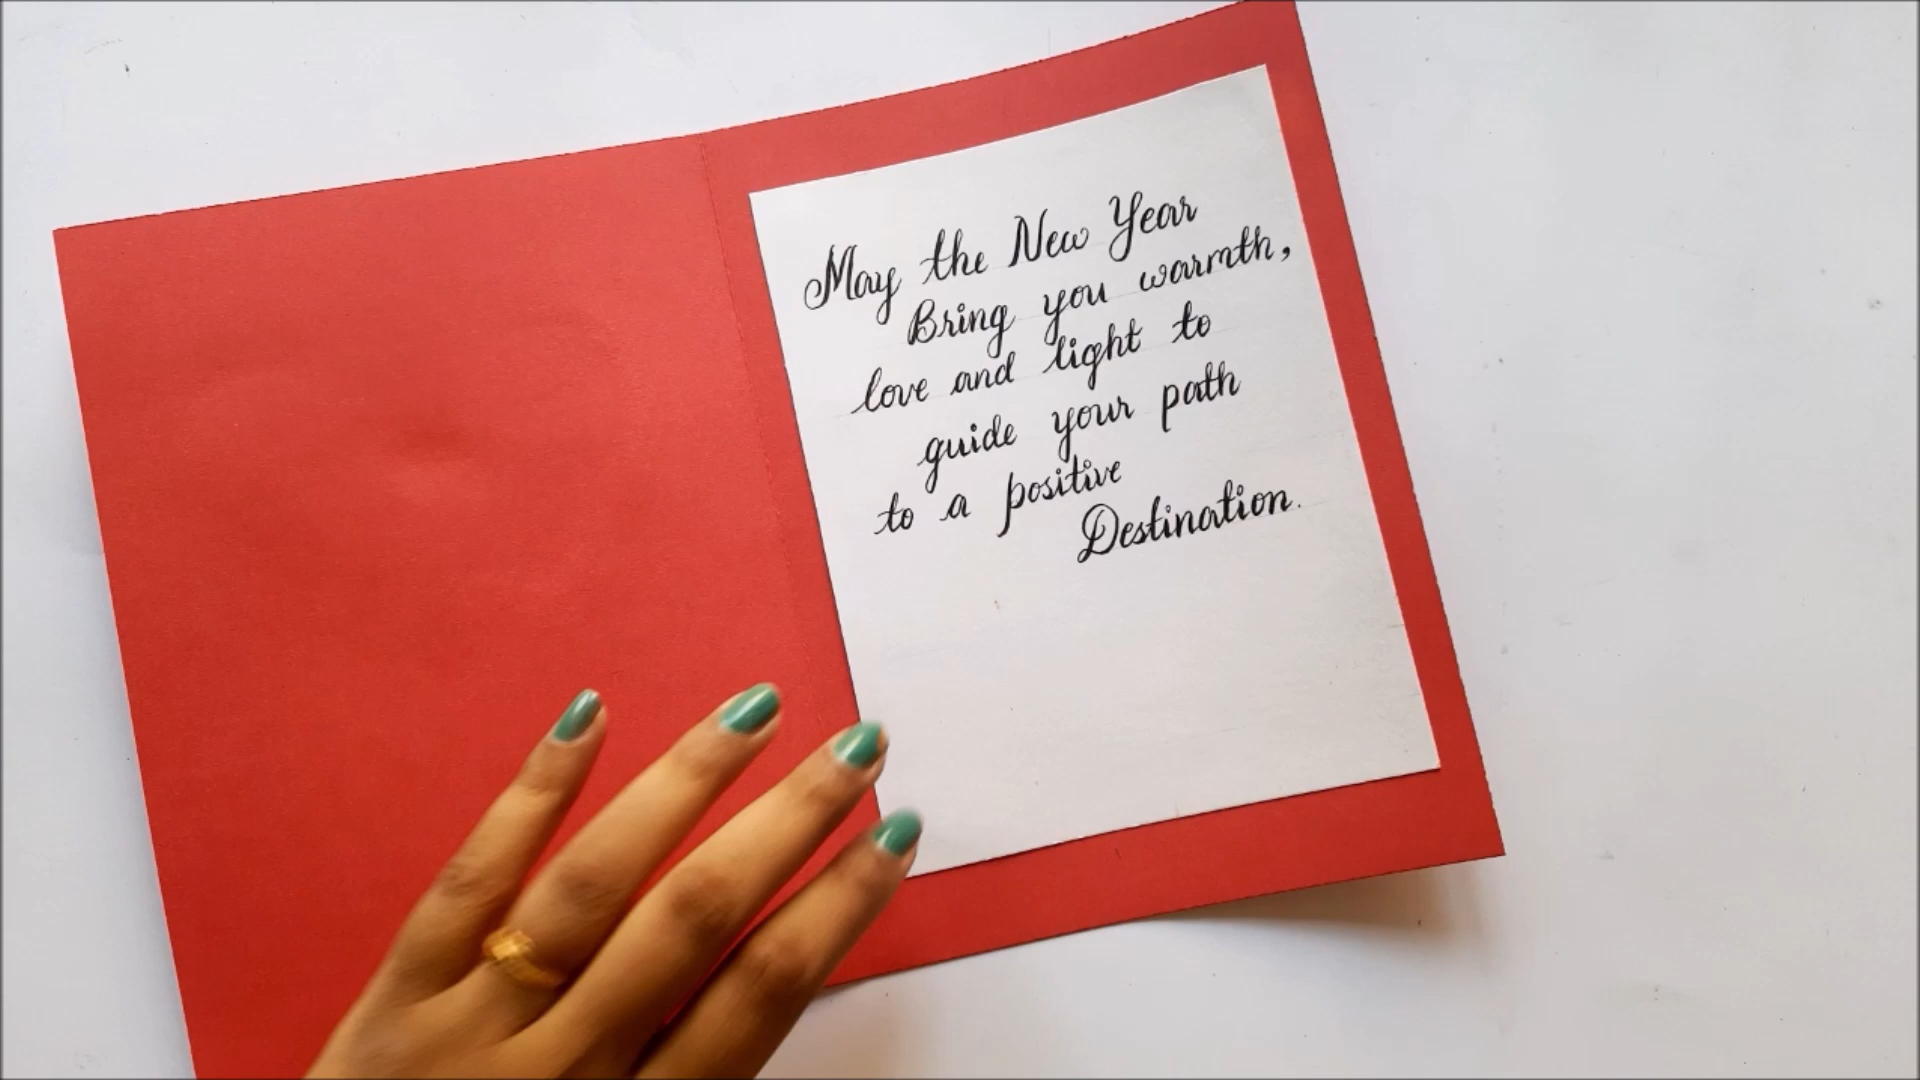 May the New Year
Bring you warmth,
love and light to
guide your path
to a positive
Destination.